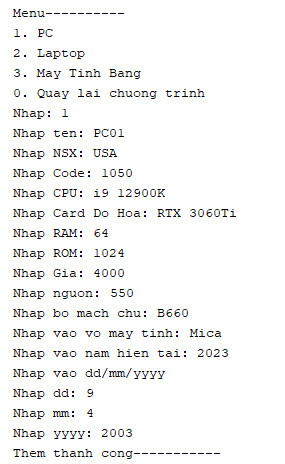 Menu----------
1. PC
2. Laptop
3. May Tinh Bang
0. Quay lai chuong trinh
Nhap: 1
Nhap ten: PC01
Nhap NSX: USA
Nhap Code: 1050
Nhap CPU: i9 12900K
Nhap Card Do Hoa: RTX 3060Ti
Nhap RAM: 64
Nhap ROM: 1024
Nhap Gia: 4000
Nhap nguon: 550
Nhap bo mach chu: B660
Nhap vao vo may tinh: Mica
Nhap vao nam hien tai: 2023
Nhap vao dd/mm/yyyy
Nhap dd: 9
Nhap mm: 4
Nhap yyyy: 2003
Them thanh cong-----------